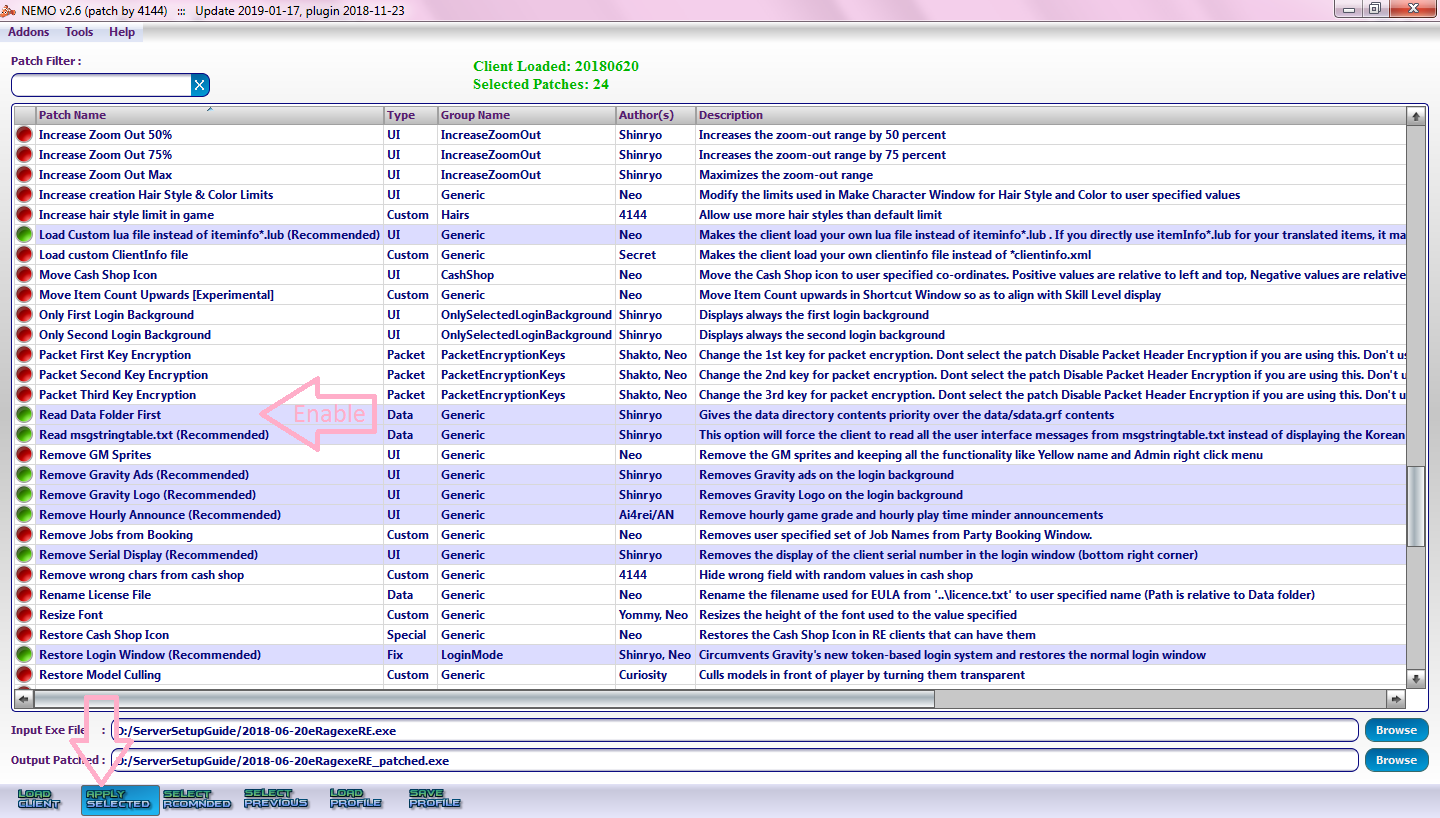 NEMO v2.6 (patch by 4144) ::: Update 2019-01-17, plugin 2018-11-23
Addons Tools Help
Patch Filter :
X
Client Loaded: 20180620
Selected Patches: 24
Patch Name Type Group Name Author(s) Description
Increase Zoom Out 50% UI IncreaseZoomOut Shinryo Increases the zoom-out range by 50 percent
Increase Zoom Out 75% UI IncreaseZoomOut Shinryo Increases the zoom-out range by 75 percent
Increase Zoom Out Max UI IncreaseZoomOut Shinryo Maximizes the zoom-out range
Increase creation Hair Style & Color Limits UI Generic Neo Modify the limits used in Make Character Window for Hair Style and Color to user specified values
Increase hair style limit in game Custom Hairs 4144 Allow use more hair styles than default limit
Load Custom lua file instead of iteminfo*.lub (Recommended) UI Generic Neo Makes the client load your own lua file instead of iteminfo*.lub . If you directly use itemInfo*.lub for your translated items, it ma
Load custom ClientInfo file Custom Generic Secret Makes the client load your own clientinfo file instead of *clientinfo.xml
Move Cash Shop Icon UI CashShop Neo Move the Cash Shop icon to user specified co-ordinates. Positive values are relative to left and top, Negative values are relative
Move Item Count Upwards [Experimental] Custom Generic Neo Move Item Count upwards in Shortcut Window so as to align with Skill Level display
Only First Login Background UI OnlySelectedLoginBackground Shinryo Displays always the first login background
Only Second Login Background UI OnlySelectedLoginBackground Shinryo Displays always the second login background
Packet First Key Encryption Packet PacketEncryptionKeys Shakto, Neo Change the 1st key for packet encryption. Dont select the patch Disable Packet Header Encryption if you are using this. Don't us
Packet Second Key Encryption Packet PacketEncryptionKeys Shakto, Neo Change the 2nd key for packet encryption. Dont select the patch Disable Packet Header Encryption if you are using this. Don't u
Packet Third Key Encryption Packet PacketEncryptionKeys Shakto, Neo Change the 3rd key for packet encryption. Dont select the patch Disable Packet Header Encryption if you are using this. Don't u
Read Data Folder First Enable Data Generic Shinryo Gives the data directory contents priority over the data/sdata.grf contents
Read msgstringtable.txt (Recommended) Data Generic Shinryo This option will force the client to read all the user interface messages from msgstringtable.txt instead of displaying the Korean
Remove GM Sprites UI Generic Neo Remove the GM sprites and keeping all the functionality like Yellow name and Admin right click menu
Remove Gravity Ads (Recommended) UI Generic Shinryo Removes Gravity ads on the login background
Remove Gravity Logo (Recommended) UI Generic Shinryo Removes Gravity Logo on the login background
Remove Hourly Announce (Recommended) UI Generic Ai4rei/AN Remove hourly game grade and hourly play time minder announcements
Remove Jobs from Booking Custom Generic Neo Removes user specified set of Job Names from Party Booking Window.
Remove Serial Display (Recommended) UI Generic Shinryo Removes the display of the client serial number in the login window (bottom right corner)
Remove wrong chars from cash shop Custom Generic 4144 Hide wrong field with random values in cash shop
Rename License File Data Generic Neo Rename the filename used for EULA from '..\licence.txt' to user specified name (Path is relative to Data folder)
Resize Font Custom Generic Yommy, Neo Resizes the height of the font used to the value specified
Restore Cash Shop Icon Special Generic Neo Restores the Cash Shop Icon in RE clients that can have them
Restore Login Window (Recommended) Fix LoginMode Shinryo, Neo Circumvents Gravity's new token-based login system and restores the normal login window
Restore Model Culling Custom Generic Curiosity Culls models in front of player by turning them transparent
Input Exe File : D:/ServerSetupGuide/2018-06-20eRagexeRE.exe Browse
Output Patched : D:/ServerSetupGuide/2018-06-20eRagexeRE_patched.exe Browse
LOAD CLIENT APPLY SELECTED SELECT RCOMNDED SELECT PREVIOUS LOAD PROFILE SAVE PROFILE